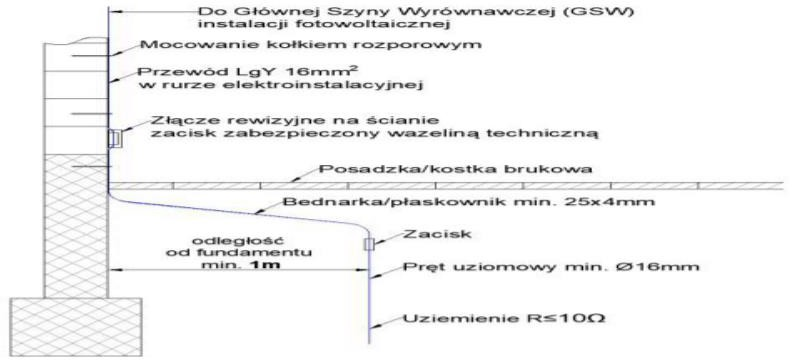 Do Głównej Szyny Wyrównawczej (GSW)
instalacji fotowoltaicznej
Mocowanie kołkiem rozporowym
Przewód LgY 16mm²
w rurze elektroinstalacyjnej
Złącze rewizyjne na ścianie
zacisk zabezpieczony wazeliną techniczną
Posadzka/kostka brukowa
Bednarka/płaskownik min. 25x4mm
Zacisk
odległość
od fundamentu
min. 1m
Pręt uziomowy min. Ø16mm
Uziemienie R≤10Ω